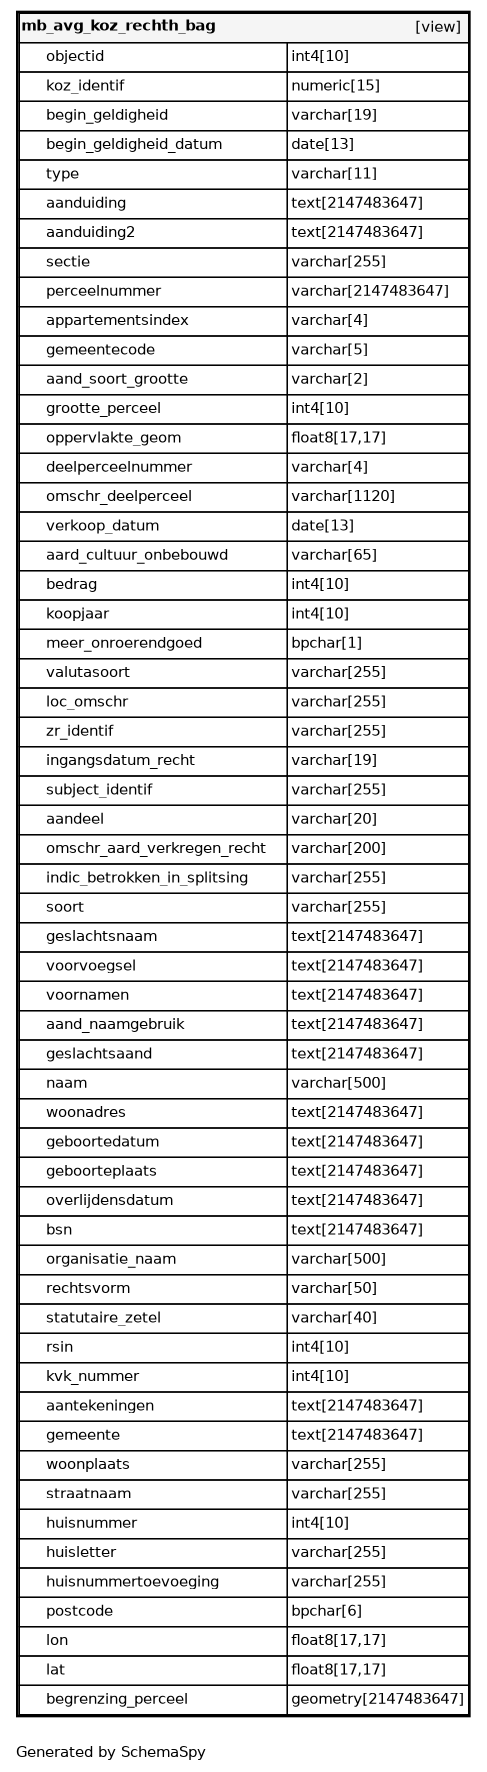 mb_avg_koz_rechth_bag [view]
objectid int4[10]
koz_identif numeric[15]
begin_geldigheid varchar[19]
begin_geldigheid_datum date[13]
type varchar[11]
aanduiding text[2147483647]
aanduiding2 text[2147483647]
sectie varchar[255]
perceelnummer varchar[2147483647]
appartementsindex varchar[4]
gemeentecode varchar[5]
aand_soort_grootte varchar[2]
grootte_perceel int4[10]
oppervlakte_geom float8[17,17]
deelperceelnummer varchar[4]
omschr_deelperceel varchar[1120]
verkoop_datum date[13]
aard_cultuur_onbebouwd varchar[65]
bedrag int4[10]
koopjaar int4[10]
meer_onroerendgoed bpchar[1]
valutasoort varchar[255]
loc_omschr varchar[255]
zr_identif varchar[255]
ingangsdatum_recht varchar[19]
subject_identif varchar[255]
aandeel varchar[20]
omschr_aard_verkregen_recht varchar[200]
indic_betrokken_in_splitsing varchar[255]
soort varchar[255]
geslachtsnaam text[2147483647]
voorvoegsel text[2147483647]
voornamen text[2147483647]
aand_naamgebruik text[2147483647]
geslachtsaand text[2147483647]
naam varchar[500]
woonadres text[2147483647]
geboortedatum text[2147483647]
geboorteplaats text[2147483647]
overlijdensdatum text[2147483647]
bsn text[2147483647]
organisatie_naam varchar[500]
rechtsvorm varchar[50]
statutaire_zetel varchar[40]
rsin int4[10]
kvk_nummer int4[10]
aantekeningen text[2147483647]
gemeente text[2147483647]
woonplaats varchar[255]
straatnaam varchar[255]
huisnummer int4[10]
huisletter varchar[255]
huisnummertoevoeging varchar[255]
postcode bpchar[6]
lon float8[17,17]
lat float8[17,17]
begrenzing_perceel geometry[2147483647]
Generated by SchemaSpy